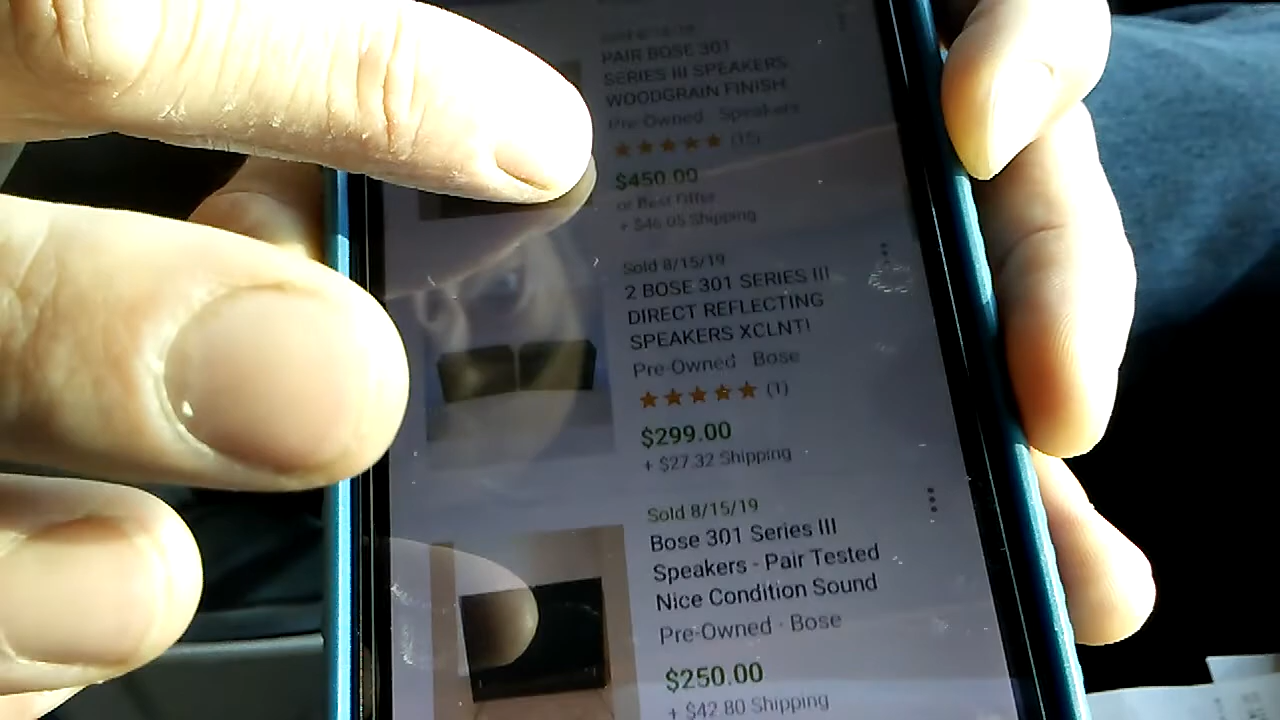 PAIR BOSE 301
SERIES III SPEAKERS
WOODGRAIN FINISH
Pre-Owned · Speakers
(15)
$450.00
or Best Offer
+ $46.05 Shipping
Sold 8/15/19
2 BOSE 301 SERIES III
DIRECT REFLECTING
SPEAKERS XCLNT!
Pre-Owned · Bose
(1)
$299.00
+ $27.32 Shipping
Sold 8/15/19
Bose 301 Series III
Speakers - Pair Tested
Nice Condition Sound
Pre-Owned · Bose
$250.00
+ $42.80 Shipping